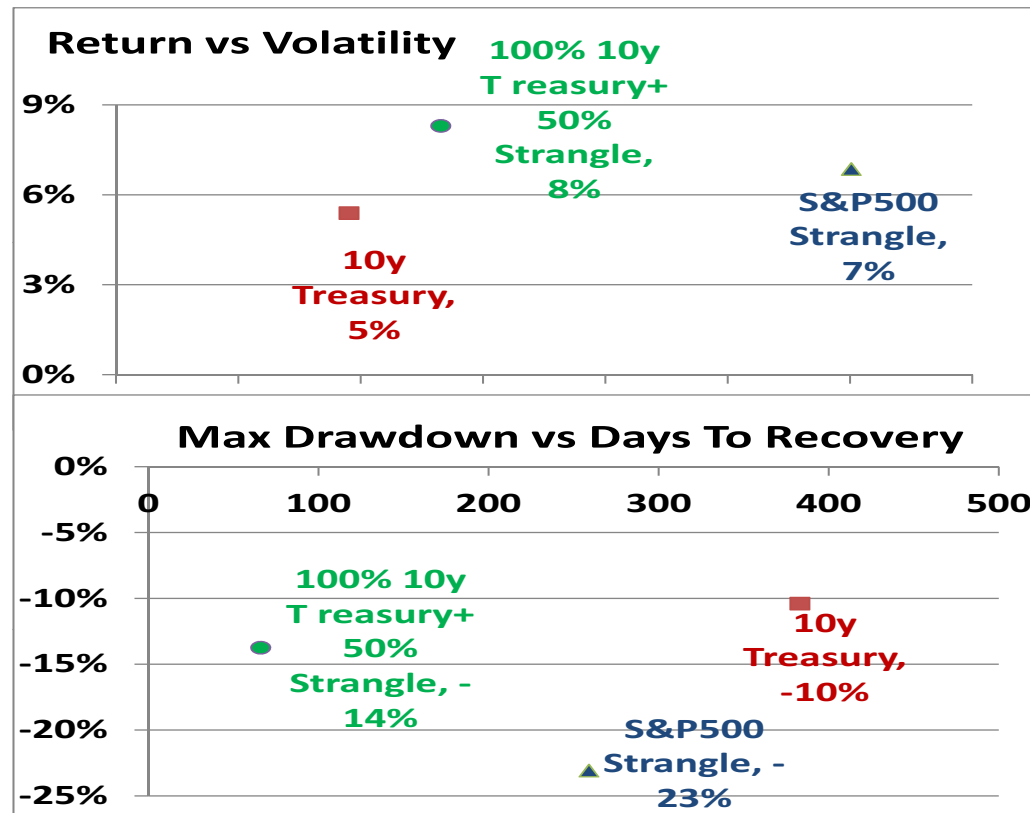 Return vs Volatility
100% 10y
T reasury+
50%
Strangle,
8%
9%
6%
3%
0%
S&P500
Strangle,
7%
10y
Treasury,
5%
Max Drawdown vs Days To Recovery
0%
0 100 200 300 400 500
-5%
-10%
-15%
-20%
-25%
100% 10y
T reasury+
50%
Strangle, -
14%
10y
Treasury,
-10%
S&P500
Strangle, -
23%